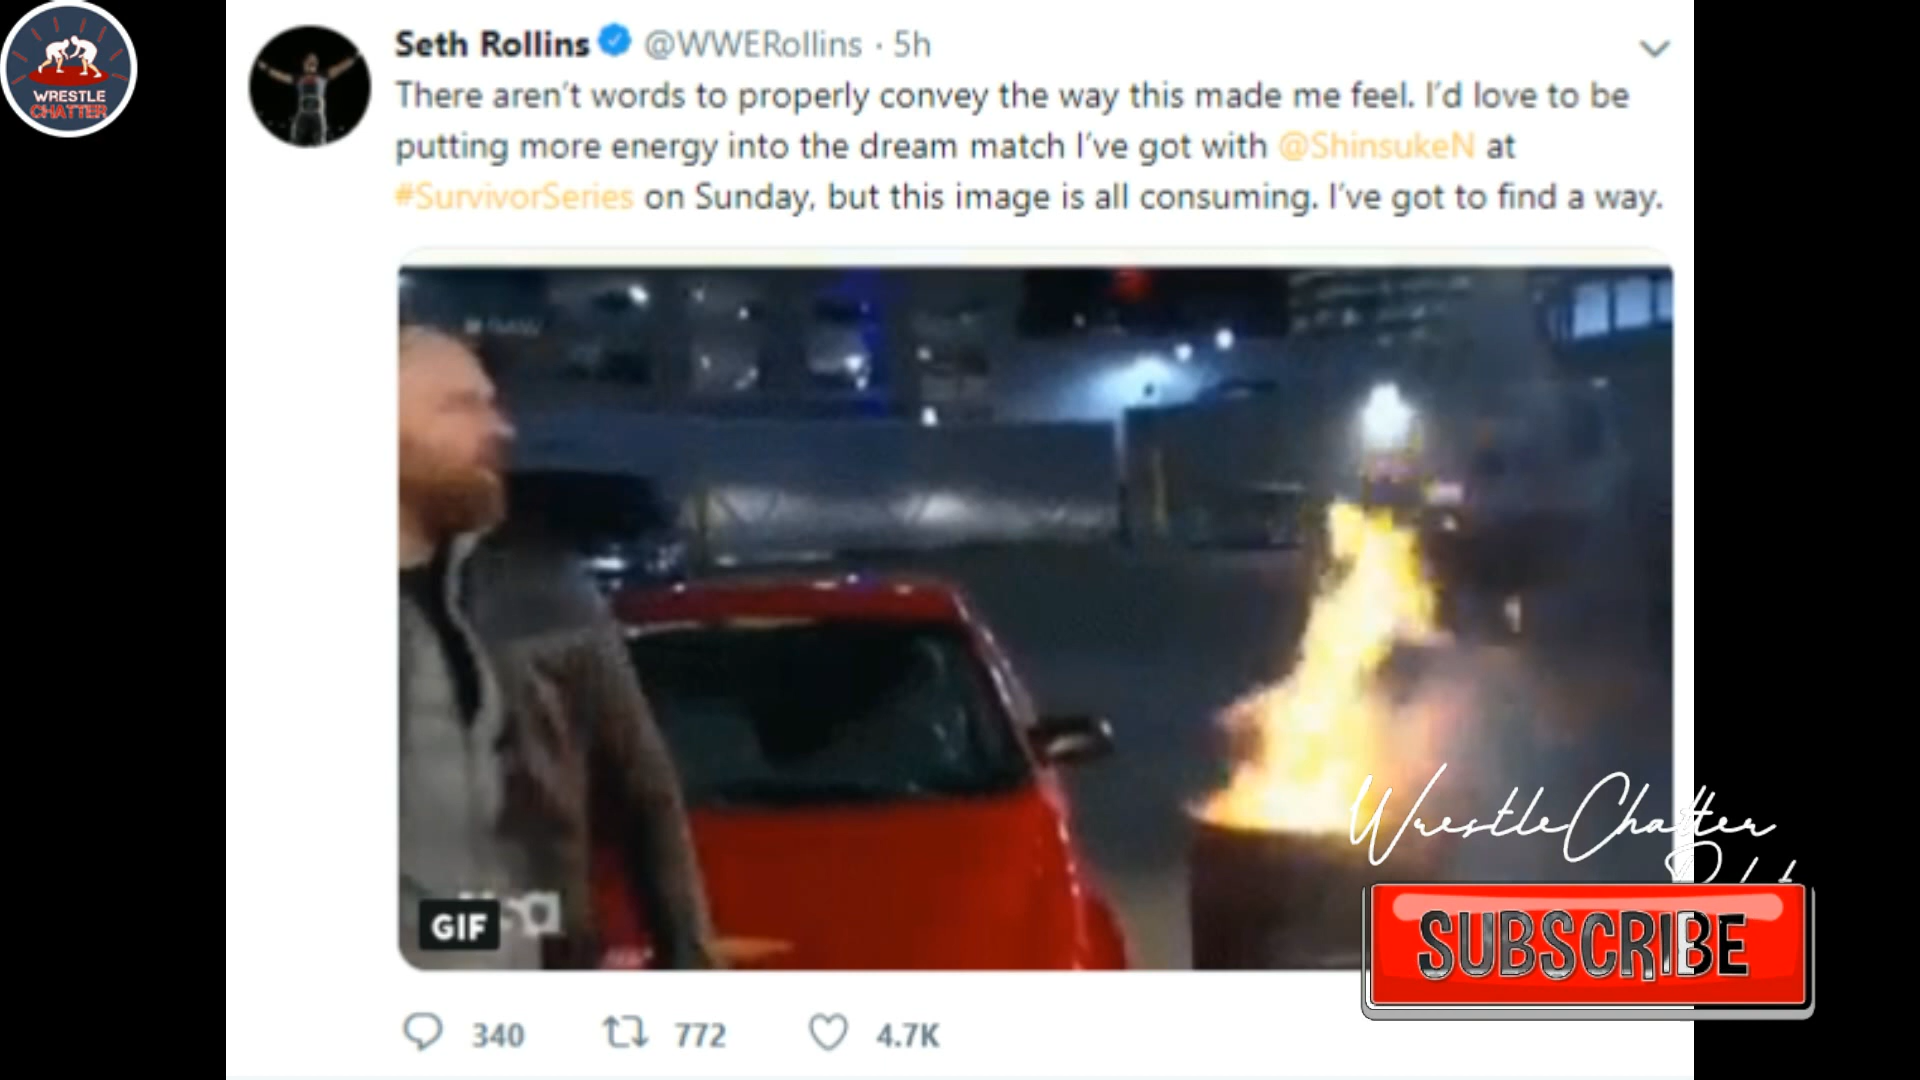 WRESTLE
CHATTER
Seth Rollins @WWERollins · 5h
There aren't words to properly convey the way this made me feel. I'd love to be
putting more energy into the dream match I've got with @ShinsukeN at
#SurvivorSeries on Sunday, but this image is all consuming. I've got to find a way.
GIF
WrestleChatter
SUBSCRIBE
340 772 4.7K